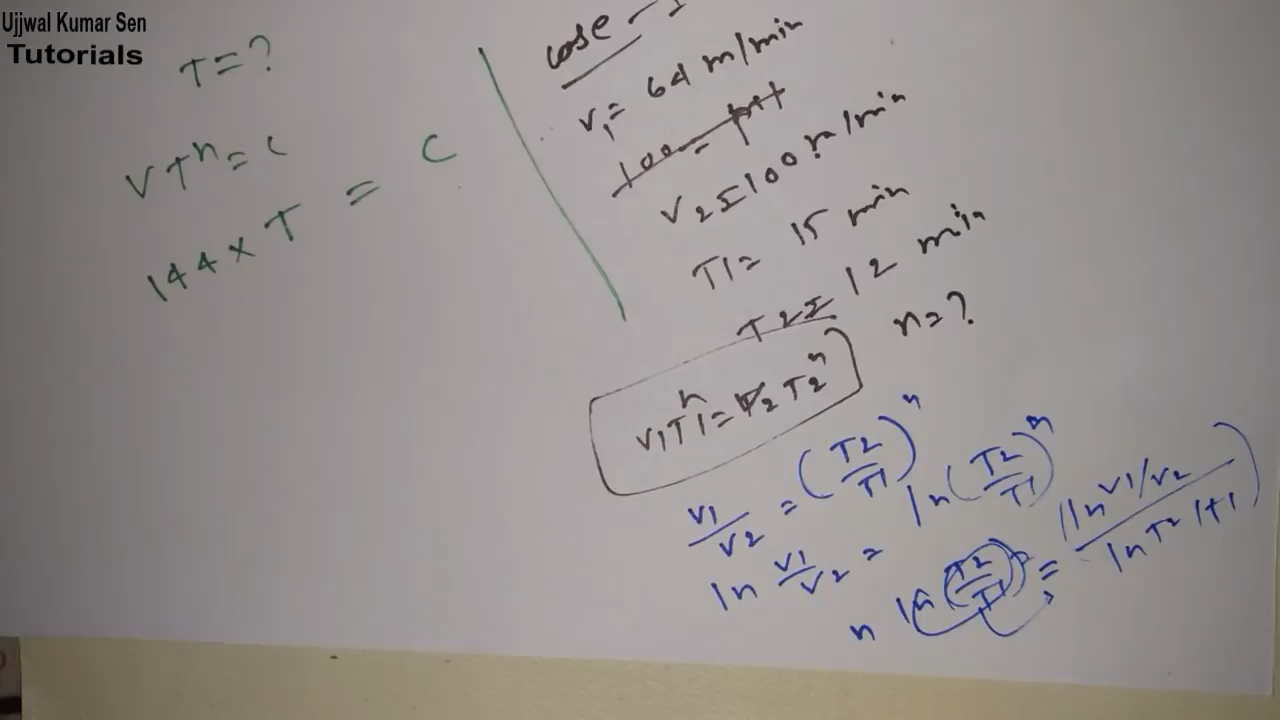 Ujjwal Kumar Sen
Tutorials
T=?
VT^n=C
144×T = C
case-I
V1= 64 m/min
V2=100 m/min
T1= 15 min
T2= 12 min
n=?
V1T1^n=V2T2^n
V1/V2=(T2/T1)^n
ln V1/V2 = ln(T2/T1)^n
n ln(T2/T1) = (ln V1/V2 / ln T2/T1)